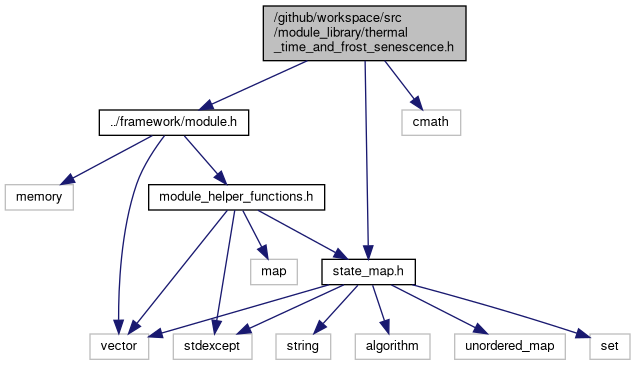 /github/workspace/src
/module_library/thermal
_time_and_frost_senescence.h
../framework/module.h
cmath
memory
module_helper_functions.h
map
state_map.h
vector
stdexcept
string
algorithm
unordered_map
set